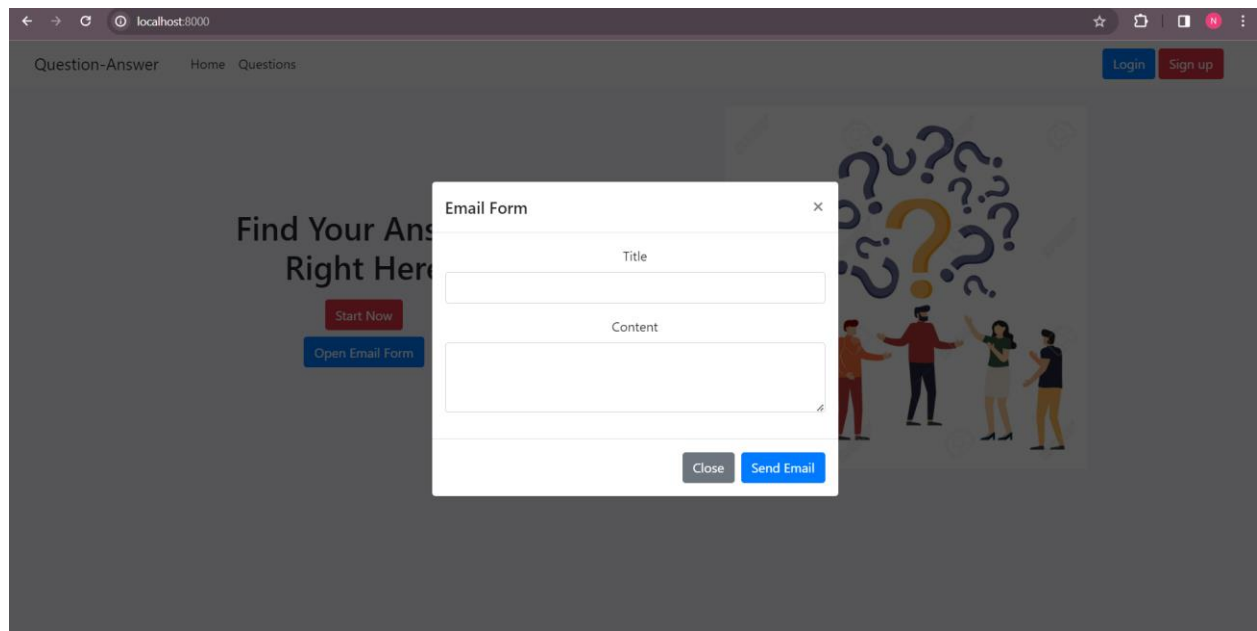 localhost:8000
N
Question-Answer Home Questions Login Sign up
Find Your Ans
Right Here
Start Now
Open Email Form
Email Form ×
Title
Content
Close Send Email